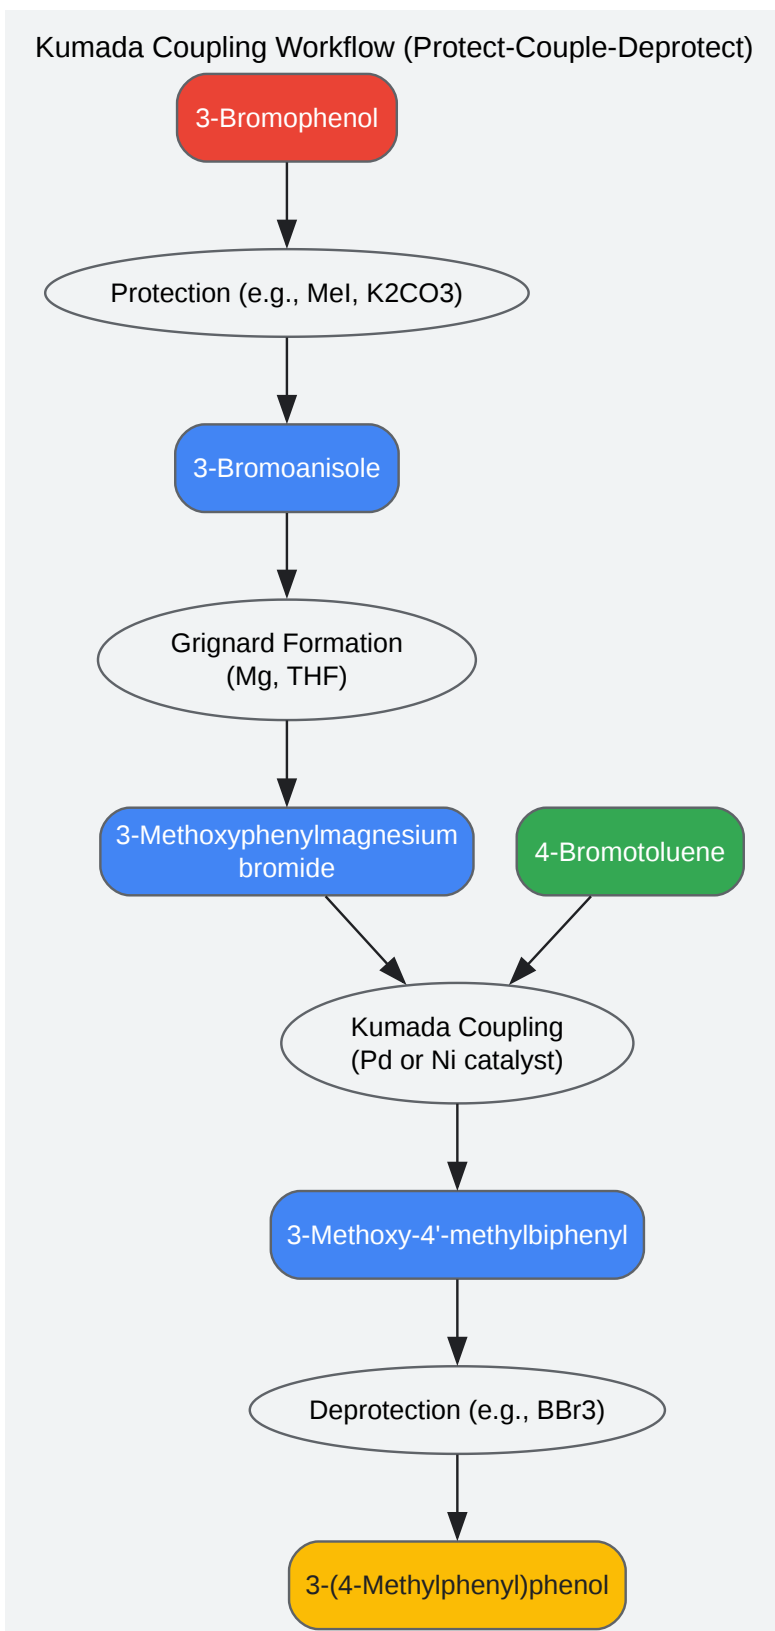 Kumada Coupling Workflow (Protect-Couple-Deprotect)
3-Bromophenol
Protection (e.g., MeI, K2CO3)
3-Bromoanisole
Grignard Formation
(Mg, THF)
3-Methoxyphenylmagnesium
bromide
4-Bromotoluene
Kumada Coupling
(Pd or Ni catalyst)
3-Methoxy-4'-methylbiphenyl
Deprotection (e.g., BBr3)
3-(4-Methylphenyl)phenol